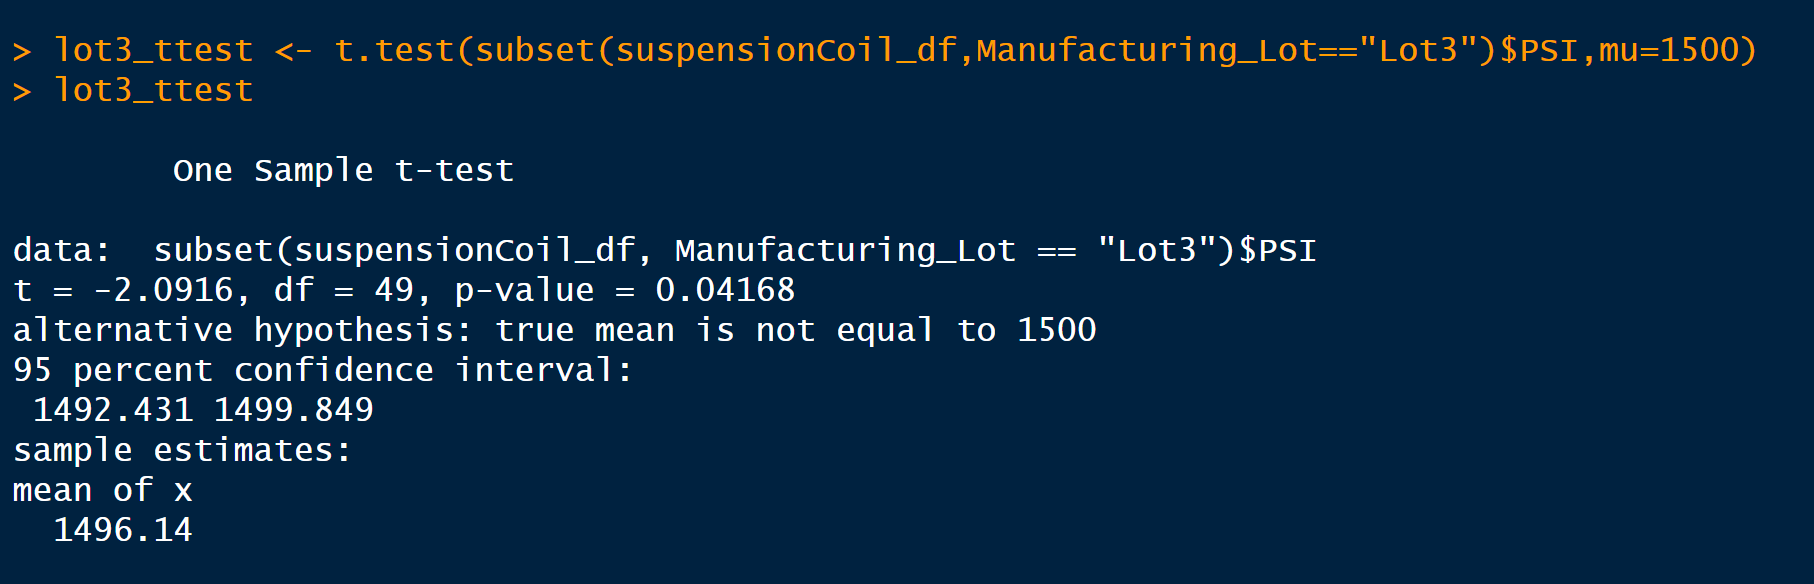 > lot3_ttest <- t.test(subset(suspensionCoil_df,Manufacturing_Lot=="Lot3")$PSI,mu=1500)
> lot3_ttest
One Sample t-test
data:  subset(suspensionCoil_df, Manufacturing_Lot == "Lot3")$PSI
t = -2.0916, df = 49, p-value = 0.04168
alternative hypothesis: true mean is not equal to 1500
95 percent confidence interval:
1492.431 1499.849
sample estimates:
mean of x
1496.14